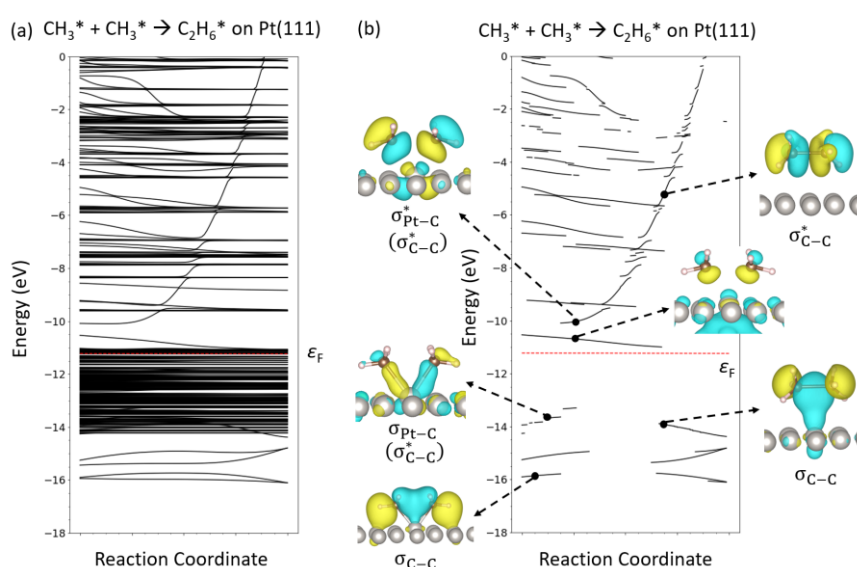 (a) CH₃* + CH₃* → C₂H₆* on Pt(111)
0
−2
−4
−6
−8
−10
−12
−14
−16
−18
Energy (eV)
Reaction Coordinate
εF
(b) CH₃* + CH₃* → C₂H₆* on Pt(111)
0
−2
−4
−6
−8
−10
−12
−14
−16
−18
Energy (eV)
Reaction Coordinate
σ*Pt−C
(σ*C−C)
σPt−C
(σ*C−C)
σC−C
σ*C−C
εF
σC−C